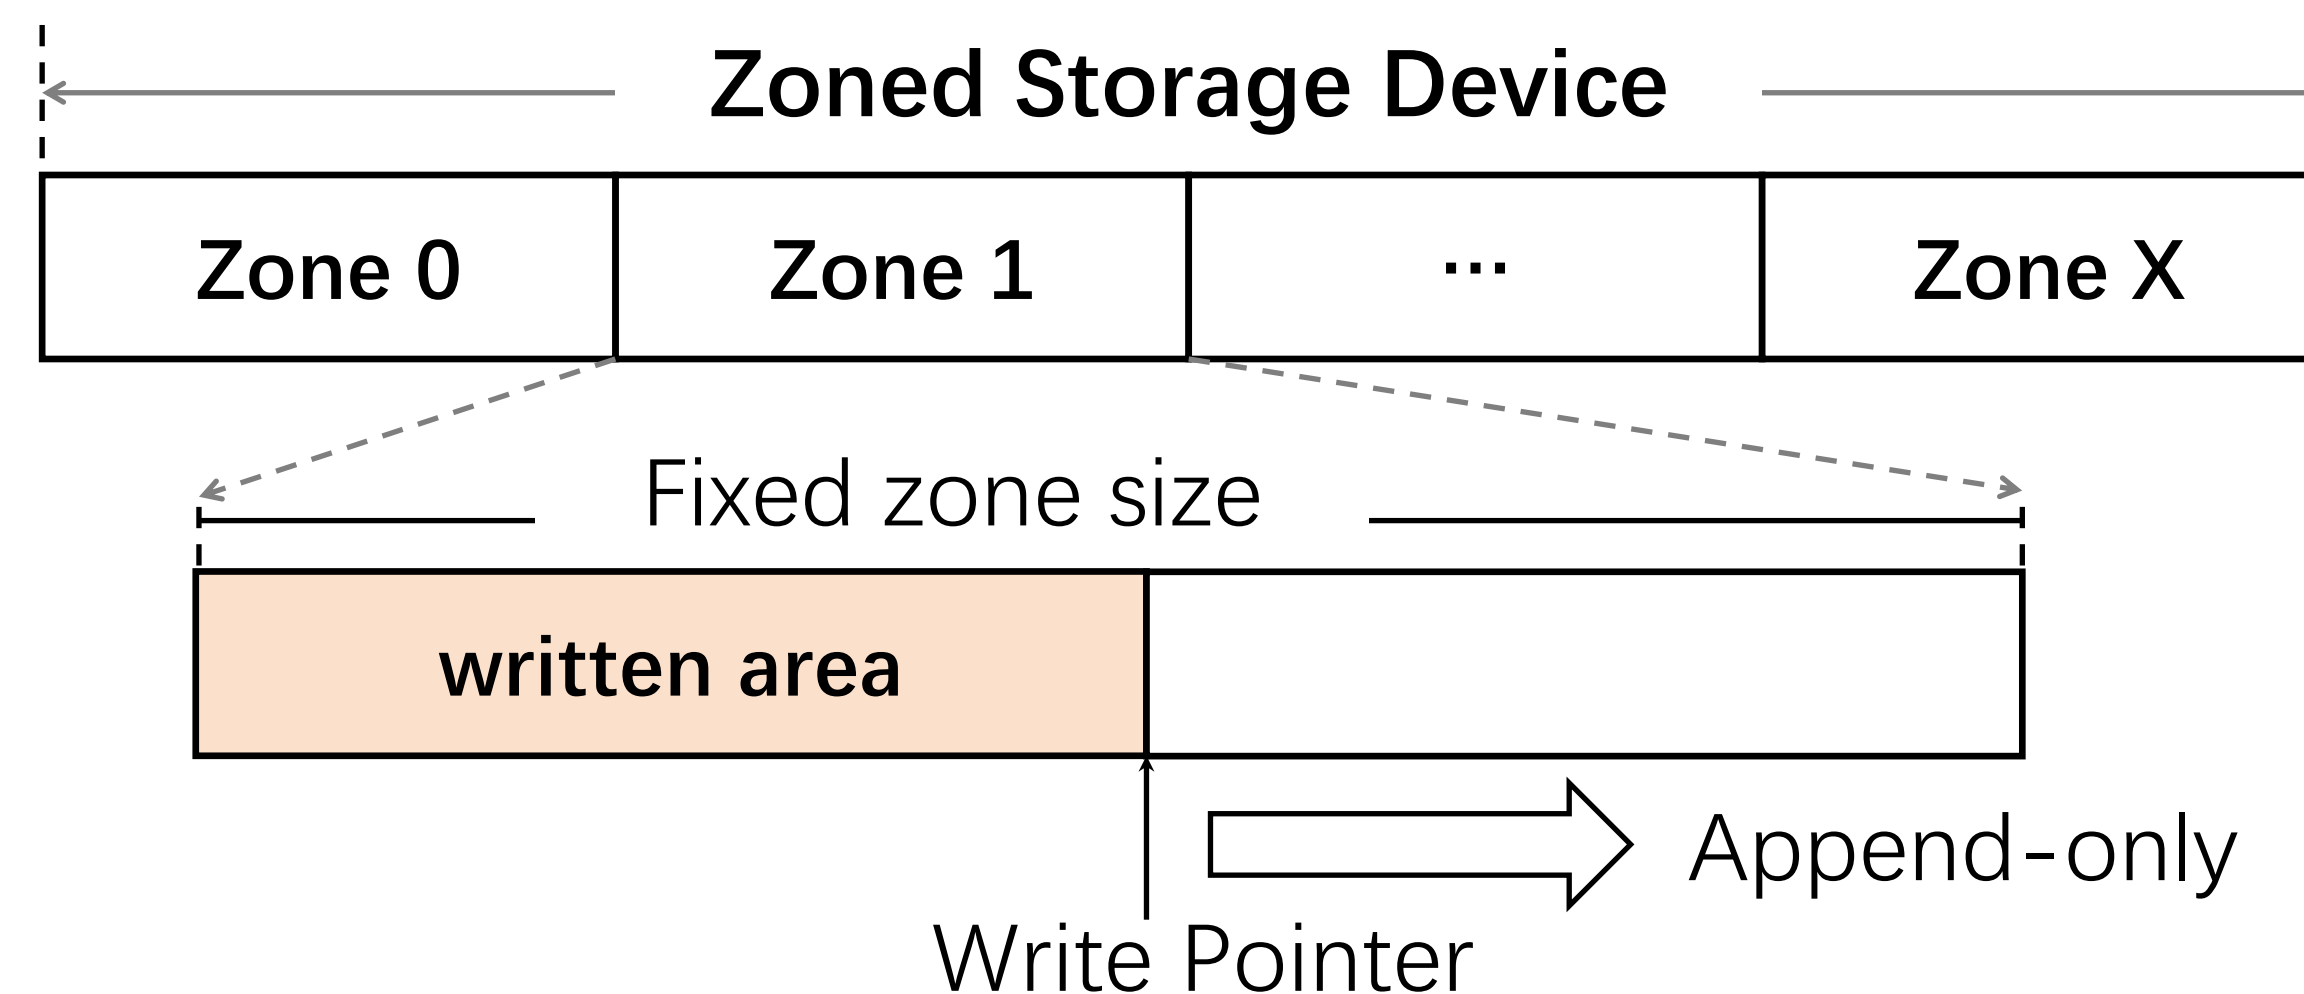 Zoned Storage Device
Zone 0
Zone 1
...
Zone X
Fixed zone size
written area
Append-only
Write Pointer